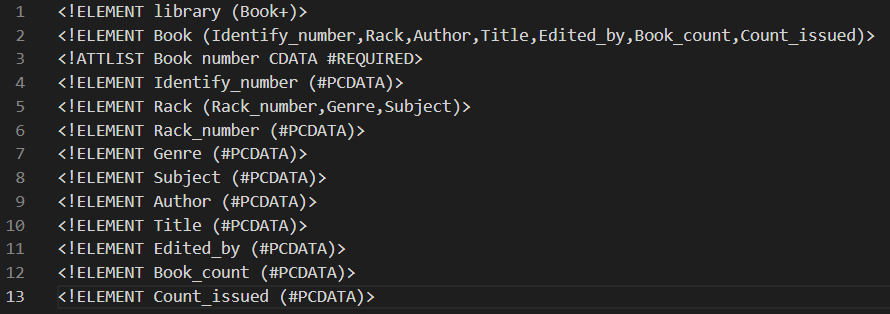 1 <!ELEMENT library (Book+)>
2 <!ELEMENT Book (Identify_number,Rack,Author,Title,Edited_by,Book_count,Count_issued)>
3 <!ATTLIST Book number CDATA #REQUIRED>
4 <!ELEMENT Identify_number (#PCDATA)>
5 <!ELEMENT Rack (Rack_number,Genre,Subject)>
6 <!ELEMENT Rack_number (#PCDATA)>
7 <!ELEMENT Genre (#PCDATA)>
8 <!ELEMENT Subject (#PCDATA)>
9 <!ELEMENT Author (#PCDATA)>
10 <!ELEMENT Title (#PCDATA)>
11 <!ELEMENT Edited_by (#PCDATA)>
12 <!ELEMENT Book_count (#PCDATA)>
13 <!ELEMENT Count_issued (#PCDATA)>